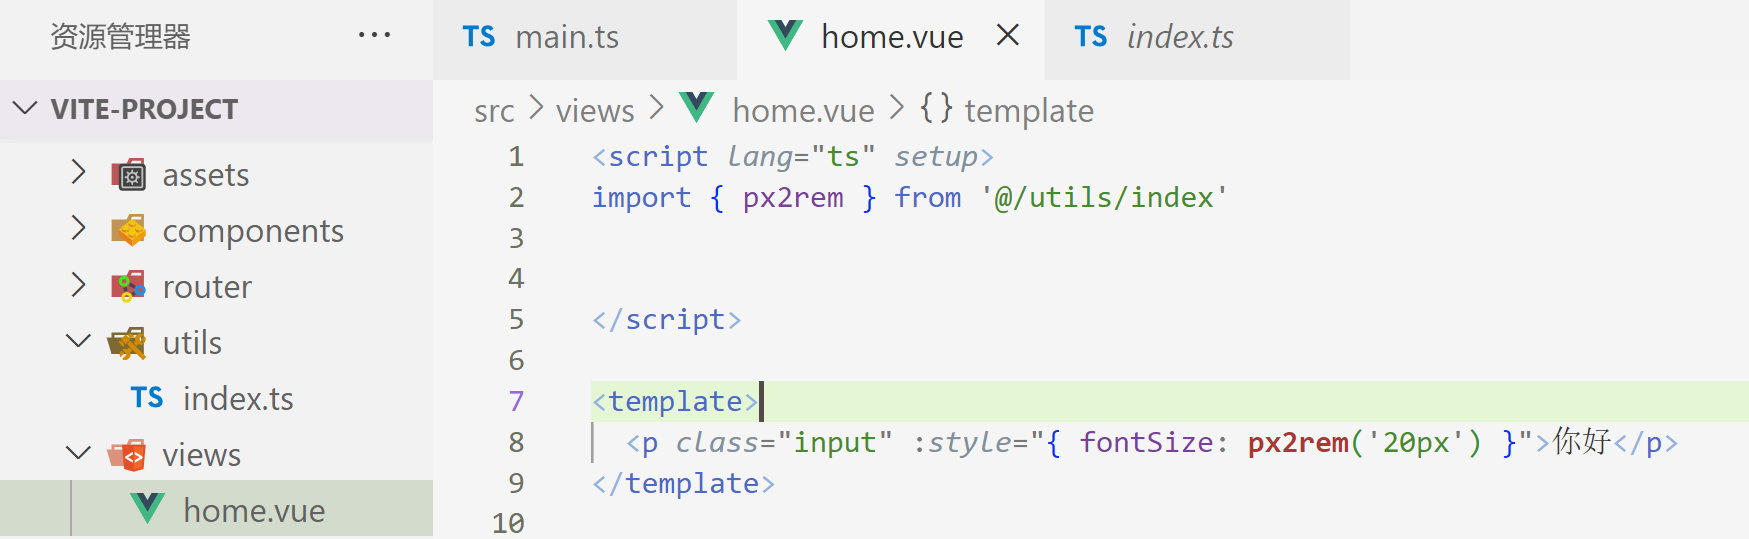 资源管理器 ···
VITE-PROJECT
assets
components
router
utils
TS index.ts
views
home.vue
TS main.ts
home.vue
TS index.ts
src > views > home.vue > {} template
1 <script lang="ts" setup>
2 import { px2rem } from '@/utils/index'
3
4
5 </script>
6
7 <template>
8 <p class="input" :style="{ fontSize: px2rem('20px') }">你好</p>
9 </template>
10